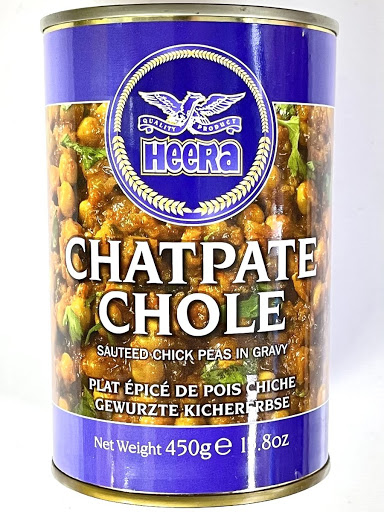 QUALITY PRODUCT
HEERA
CHATPATE
CHOLE
SAUTEED CHICK PEAS IN GRAVY
PLAT ÉPICÉ DE POIS CHICHE
GEWURZTE KICHERERBSE
Net Weight 450g e